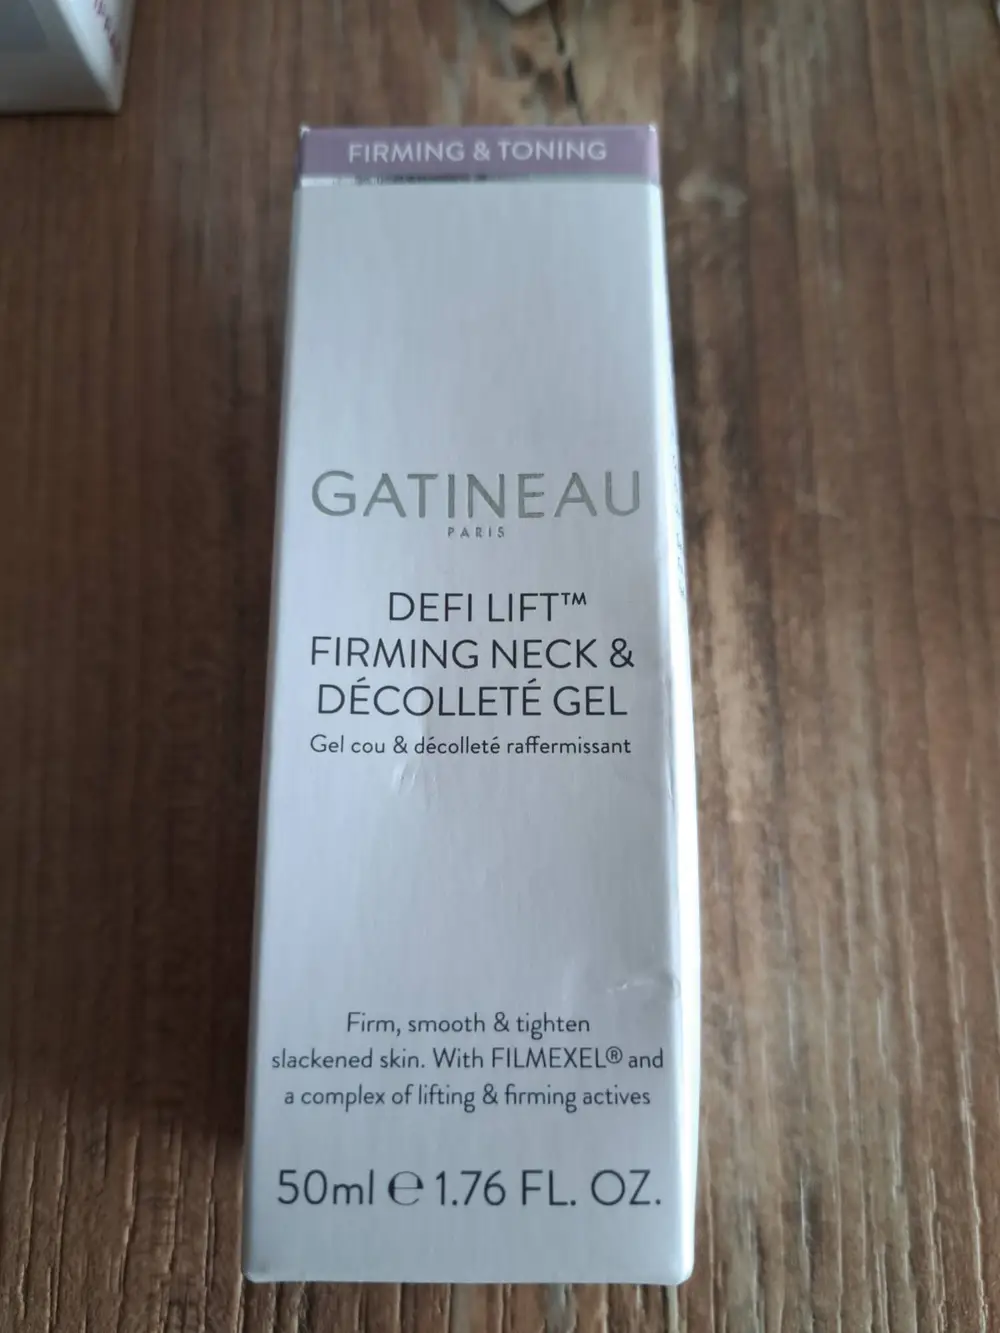 FIRMING & TONING
GATINEAU
PARIS
DEFI LIFT™
FIRMING NECK &
DÉCOLLETÉ GEL
Gel cou & décolleté raffermissant
Firm, smooth & tighten
slackened skin. With FILMEXEL® and
a complex of lifting & firming actives
50ml ℮ 1.76 FL. OZ.